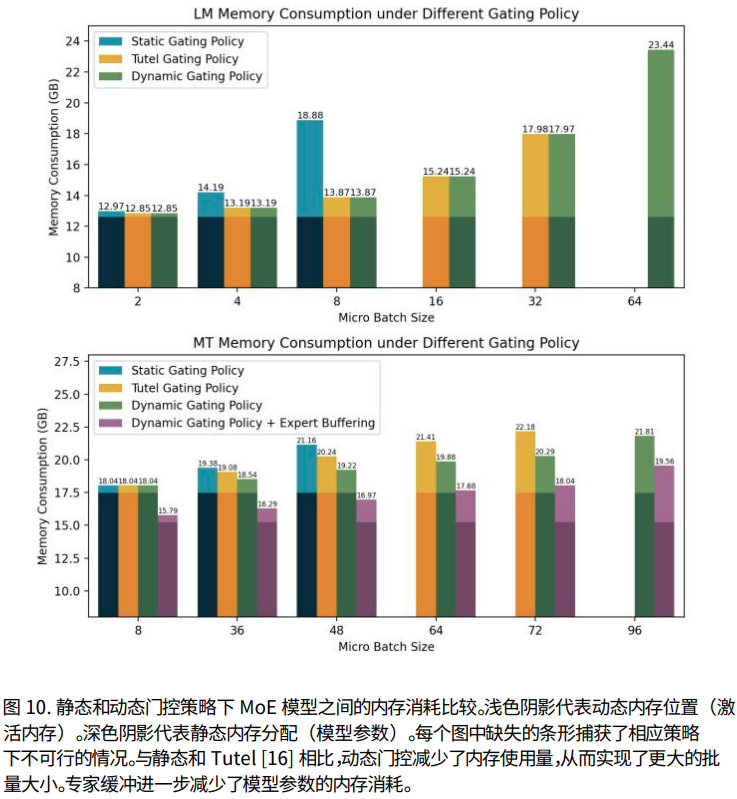 LM Memory Consumption under Different Gating Policy
Static Gating Policy
Tutel Gating Policy
Dynamic Gating Policy
Memory Consumption (GB)
24
22
20
18
16
14
12
10
8
12.97 12.85 12.85
14.19 13.19 13.19
18.88 13.87 13.87
15.24 15.24
17.98 17.97
23.44
2 4 8 16 32 64
Micro Batch Size
MT Memory Consumption under Different Gating Policy
Static Gating Policy
Tutel Gating Policy
Dynamic Gating Policy
Dynamic Gating Policy + Expert Buffering
Memory Consumption (GB)
27.5
25.0
22.5
20.0
17.5
15.0
12.5
10.0
18.04 18.04 18.04 15.79
19.38 19.08 18.54 16.29
21.16 20.24 19.22 16.97
21.41 19.88 17.68
22.18 20.29 18.04
21.81 19.56
8 36 48 64 72 96
Micro Batch Size
图 10. 静态和动态门控策略下 MoE 模型之间的内存消耗比较。浅色阴影代表动态内存位置（激
活内存）。深色阴影代表静态内存分配（模型参数）。每个图中缺失的条形捕获了相应策略
下不可行的情况。与静态和 Tutel [16] 相比，动态门控减少了内存使用量，从而实现了更大的批
量大小。专家缓冲进一步减少了模型参数的内存消耗。